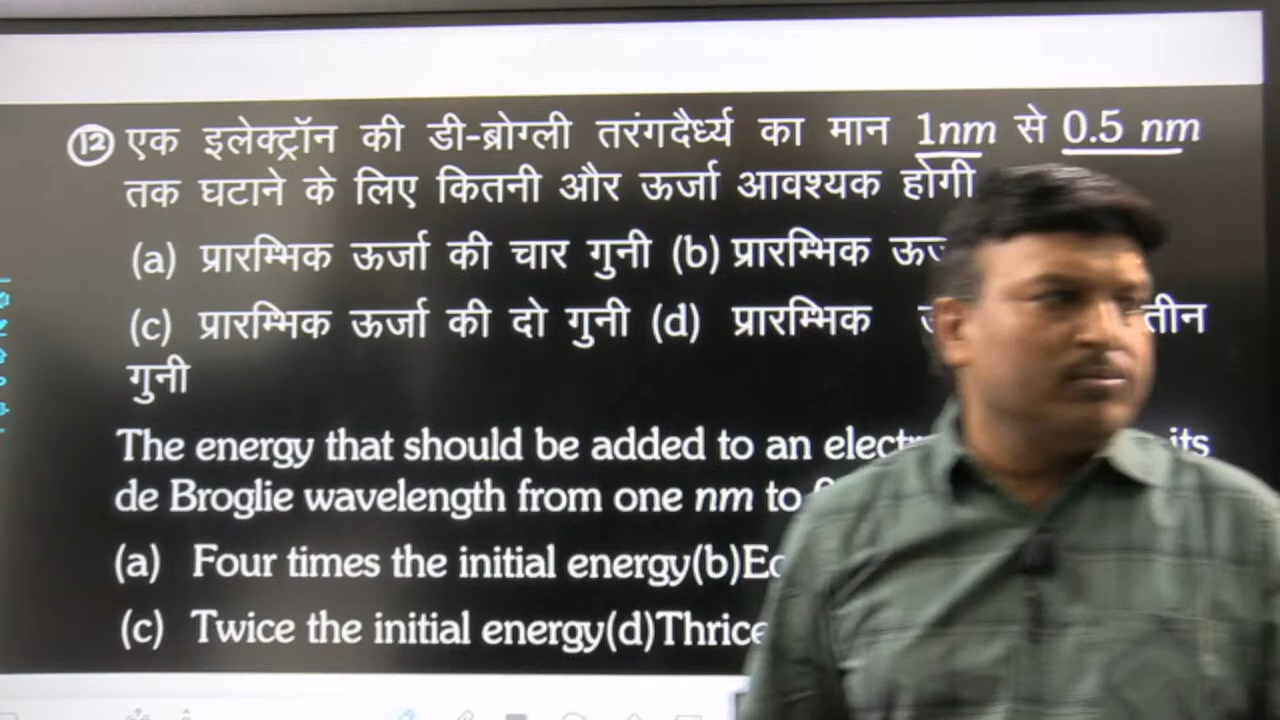 12 एक इलेक्ट्रॉन की डी-ब्रोग्ली तरंगदैर्ध्य का मान 1nm से 0.5 nm
तक घटाने के लिए कितनी और ऊर्जा आवश्यक होगी
(a) प्रारम्भिक ऊर्जा की चार गुनी (b) प्रारम्भिक
(c) प्रारम्भिक ऊर्जा की दो गुनी (d) प्रारम्भिक तीन
गुनी
The energy that should be added to an its
de Broglie wavelength from one nm to
(a) Four times the initial energy(b)
(c) Twice the initial energy(d)Thrice